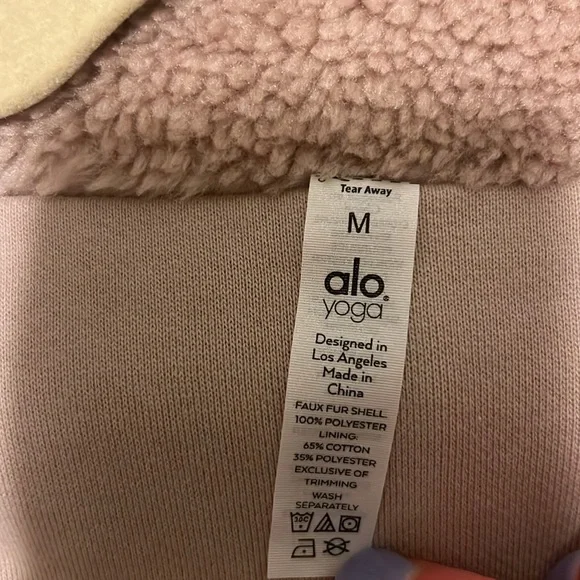 Tear Away
M
alo®
yoga
Designed in
Los Angeles
Made in
China
FAUX FUR SHELL
100% POLYESTER
LINING:
65% COTTON
35% POLYESTER
EXCLUSIVE OF
TRIMMING
WASH
SEPARATELY
30C